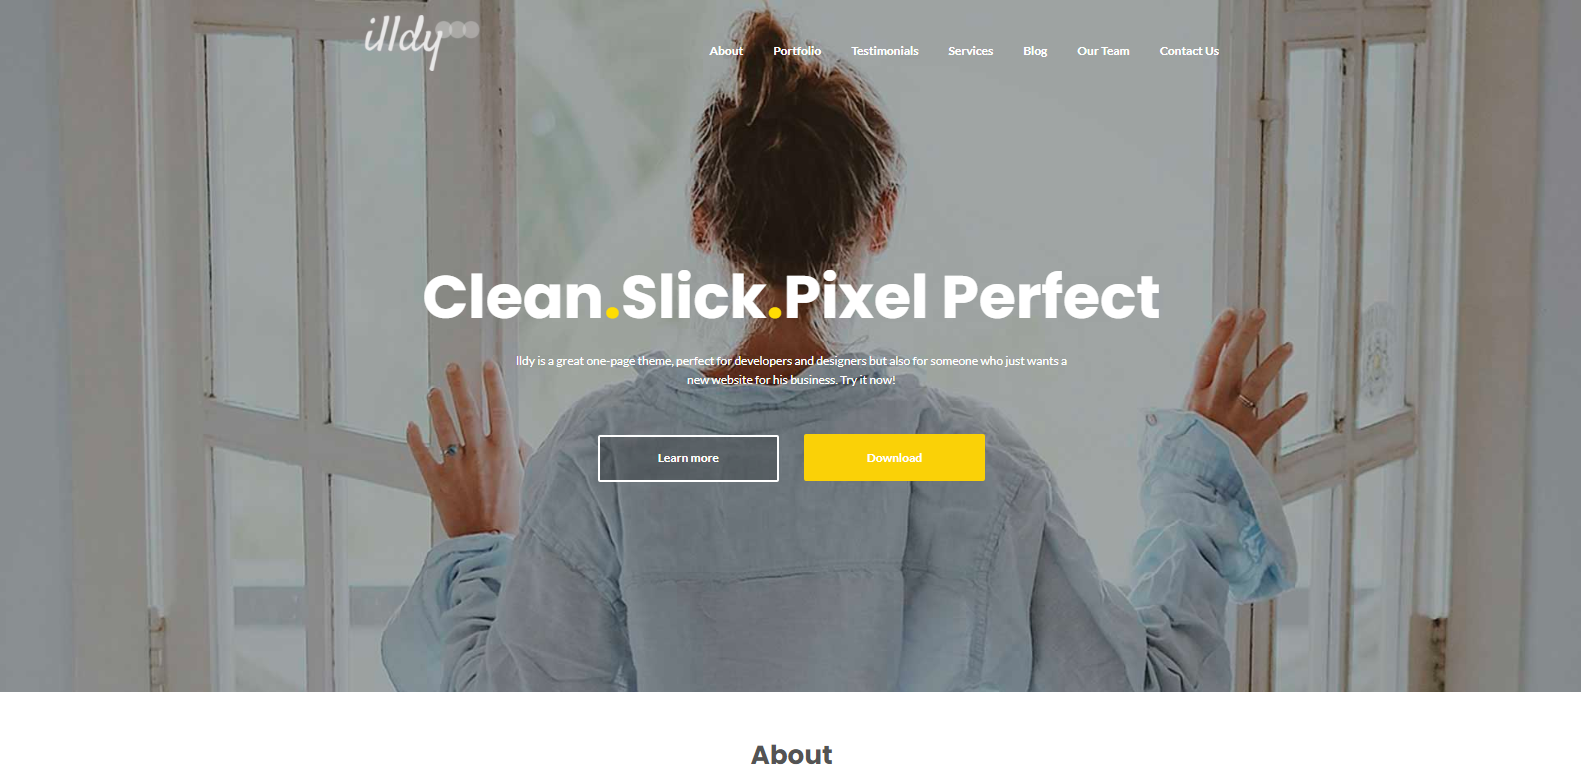 illdy
About Portfolio Testimonials Services Blog Our Team Contact Us
Clean.Slick.Pixel Perfect
lldy is a great one-page theme, perfect for developers and designers but also for someone who just wants a
new website for his business. Try it now!
Learn more Download
About